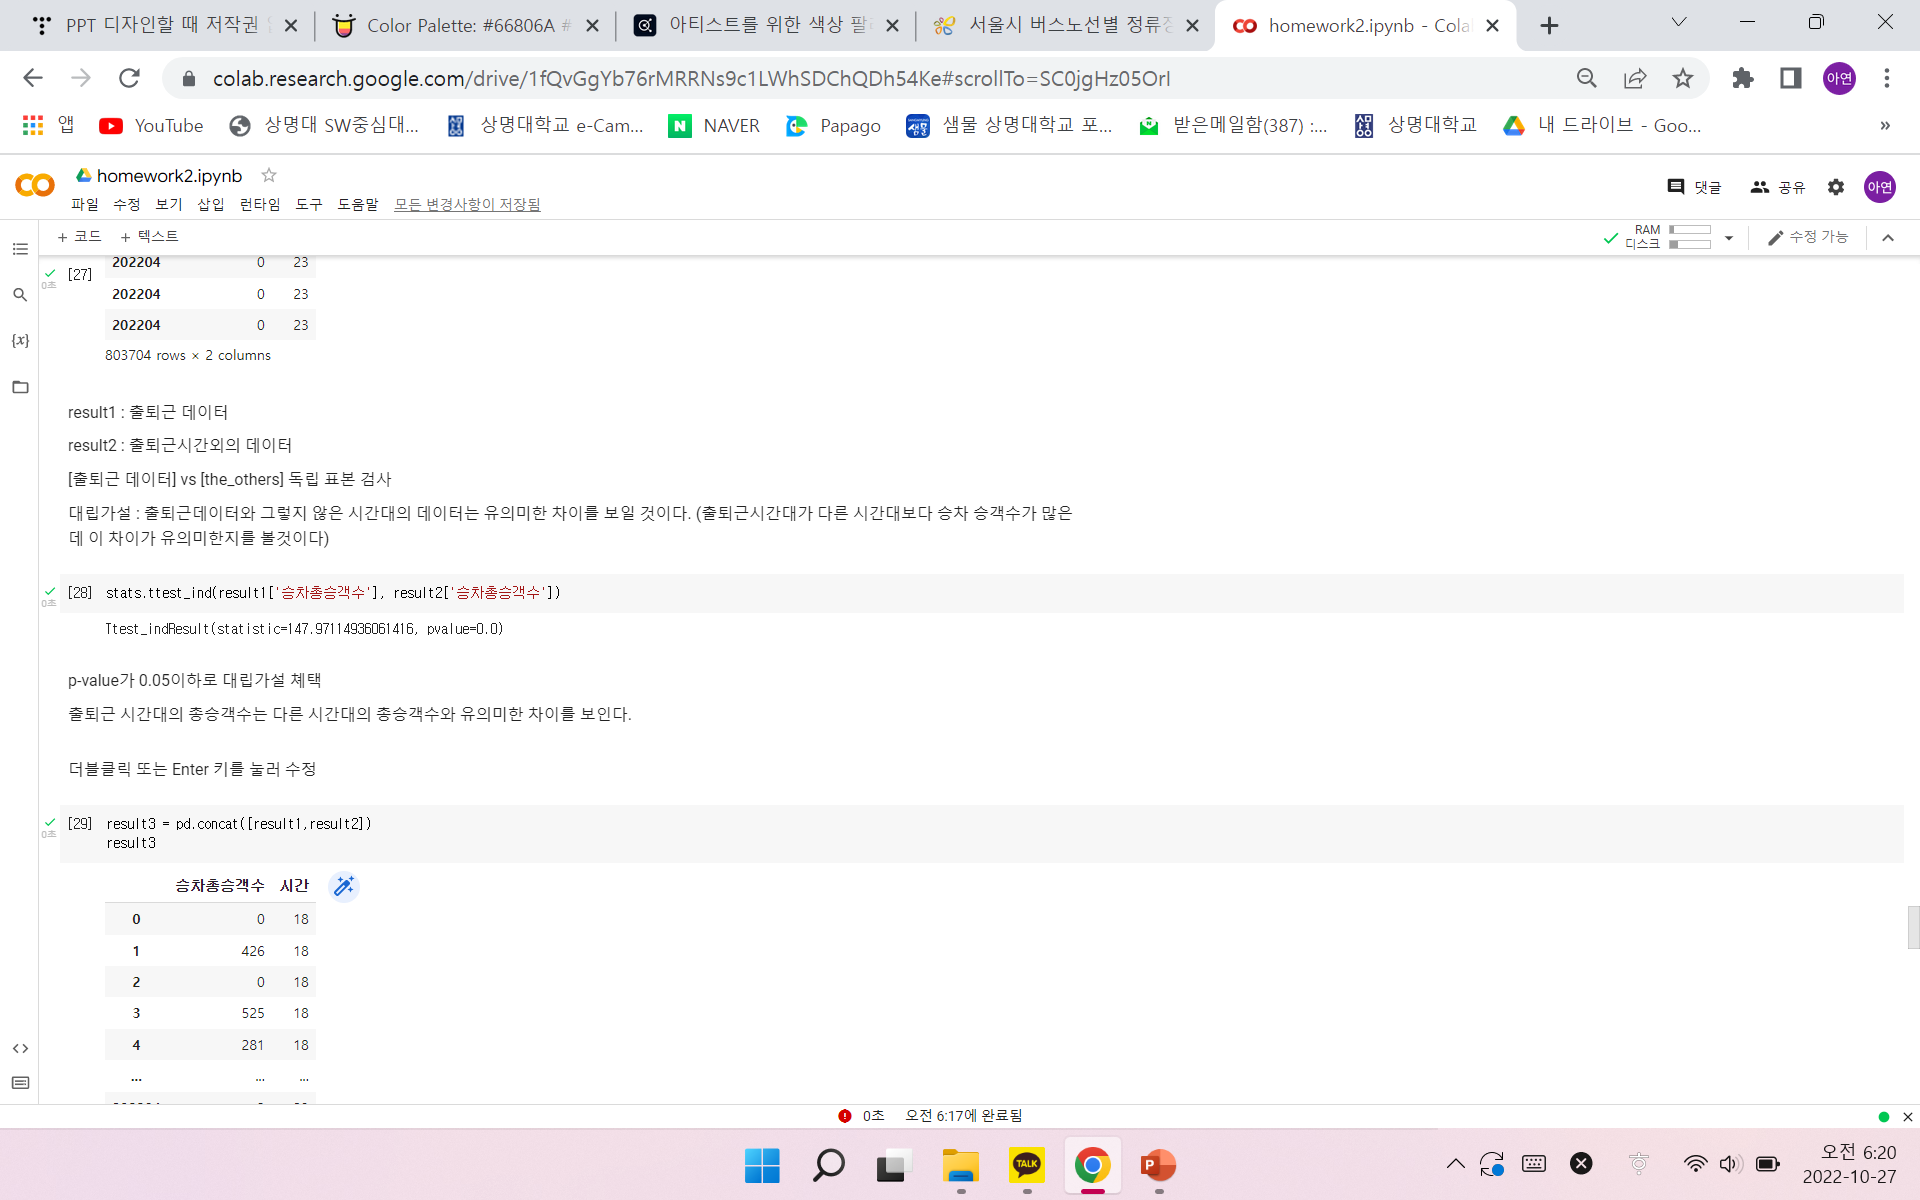 PPT 디자인할 때 저작권
Color Palette: #66806A #
아티스트를 위한 색상 팔
서울시 버스노선별 정류장
homework2.ipynb - Cola
colab.research.google.com/drive/1fQvGgYb76rMRRNs9c1LWhSDChQDh54Ke#scrollTo=SC0jgHz05OrI
아연
앱
YouTube
상명대 SW중심대...
상명대학교 e-Cam...
NAVER
Papago
샘물 상명대학교 포...
받은메일함(387) :...
상명대학교
내 드라이브 - Goo...
»
homework2.ipynb
댓글
공유
아연
파일 수정 보기 삽입 런타임 도구 도움말 모든 변경사항이 저장됨
+ 코드 + 텍스트
RAM
디스크
수정 가능
[27]
0초
202204 0 23
202204 0 23
202204 0 23
803704 rows × 2 columns
{x}
result1 : 출퇴근 데이터
result2 : 출퇴근시간외의 데이터
[출퇴근 데이터] vs [the_others] 독립 표본 검사
대립가설 : 출퇴근데이터와 그렇지 않은 시간대의 데이터는 유의미한 차이를 보일 것이다. (출퇴근시간대가 다른 시간대보다 승차 승객수가 많은
데 이 차이가 유의미한지를 볼것이다)
[28] stats.ttest_ind(result1['승차총승객수'], result2['승차총승객수'])
0초
Ttest_indResult(statistic=147.97114936061416, pvalue=0.0)
p-value가 0.05이하로 대립가설 쳬택
출퇴근 시간대의 총승객수는 다른 시간대의 총승객수와 유의미한 차이를 보인다.
더블클릭 또는 Enter 키를 눌러 수정
[29] result3 = pd.concat([result1,result2])
0초
result3
승차총승객수 시간
0 0 18
1 426 18
2 0 18
3 525 18
4 281 18
... ... ...
0초 오전 6:17에 완료됨
TALK
P
오전 6:20
2022-10-27